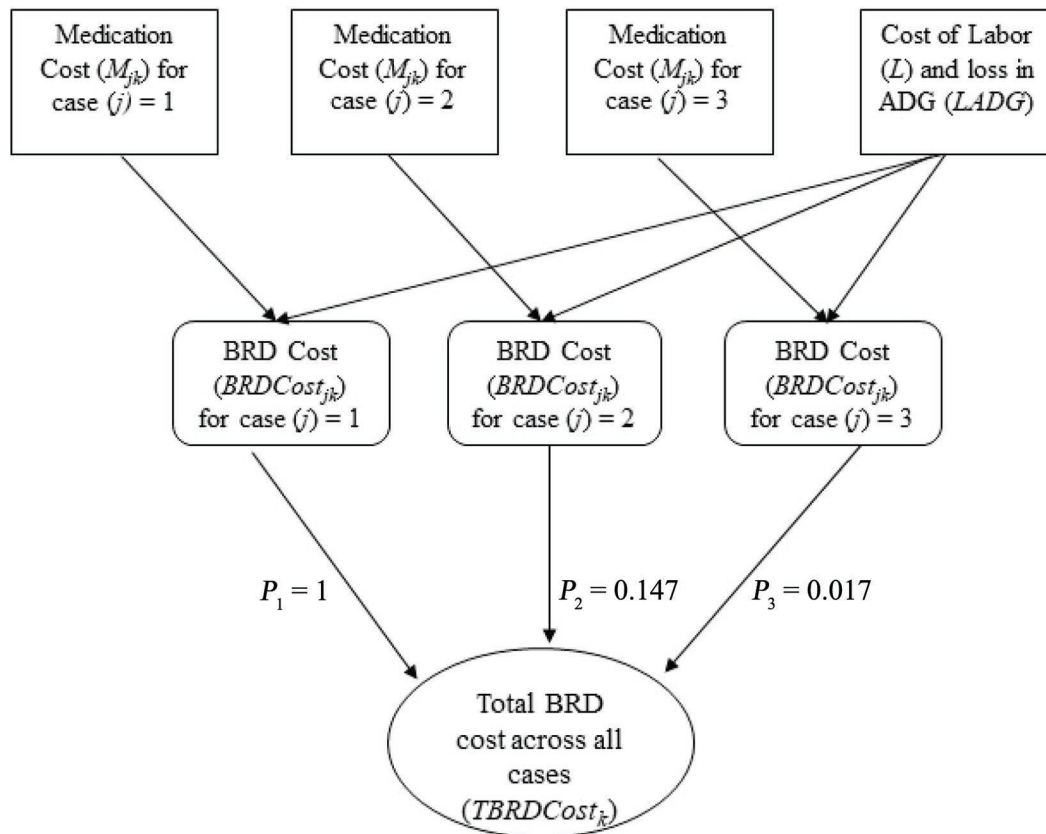 Medication
Cost (M_jk) for
case (j) = 1
Medication
Cost (M_jk) for
case (j) = 2
Medication
Cost (M_jk) for
case (j) = 3
Cost of Labor
(L) and loss in
ADG (LADG)
BRD Cost
(BRDCost_jk)
for case (j) = 1
BRD Cost
(BRDCost_jk)
for case (j) = 2
BRD Cost
(BRDCost_jk)
for case (j) = 3
P_1 = 1
P_2 = 0.147
P_3 = 0.017
Total BRD
cost across all
cases
(TBRDCost_k)